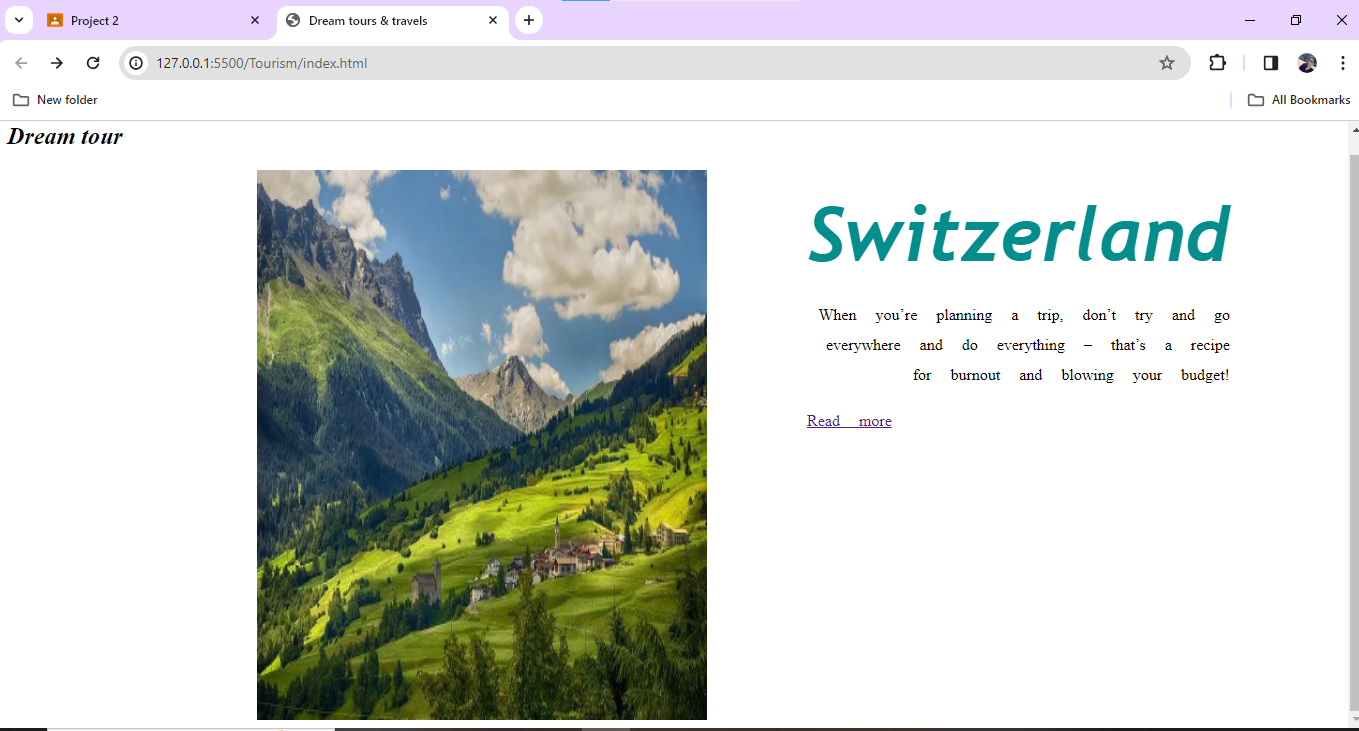 Project 2
Dream tours & travels
127.0.0.1:5500/Tourism/index.html
New folder
All Bookmarks
Dream tour
Switzerland
When you’re planning a trip, don’t try and go
everywhere and do everything – that’s a recipe
for burnout and blowing your budget!
Read more